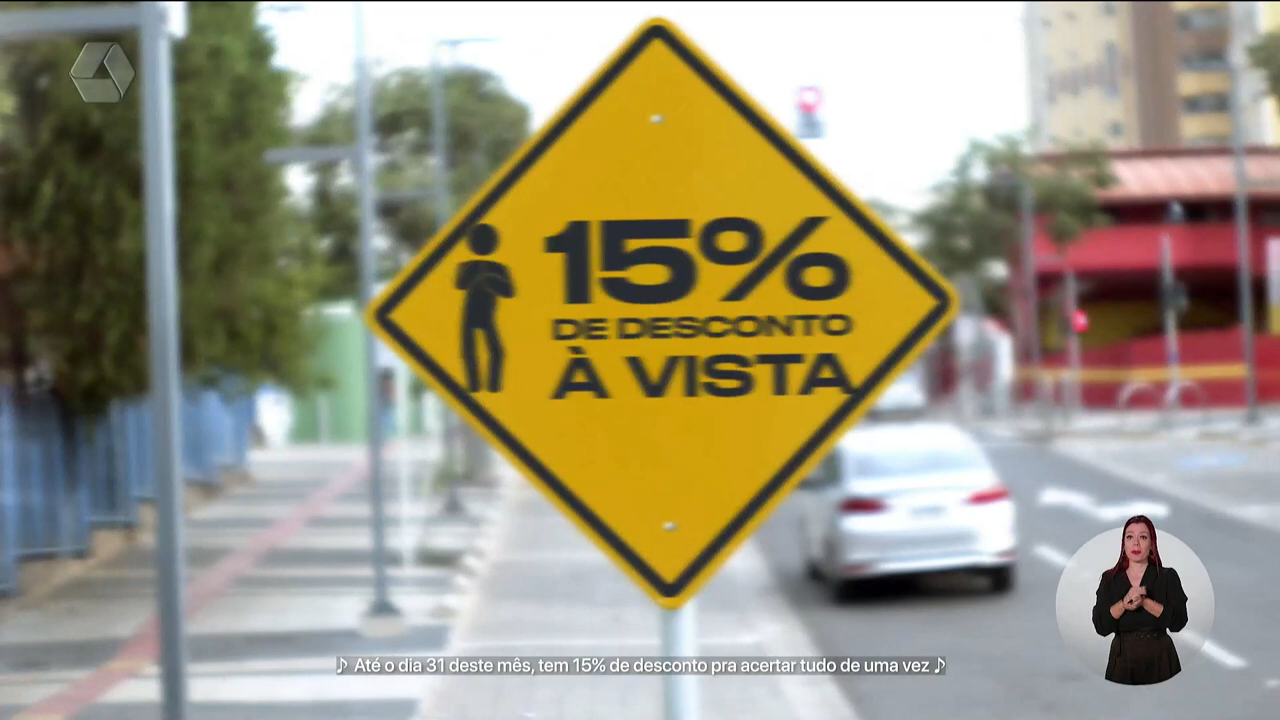 15%
DE DESCONTO
À VISTA
♪ Até o dia 31 deste mês, tem 15% de desconto pra acertar tudo de uma vez ♪